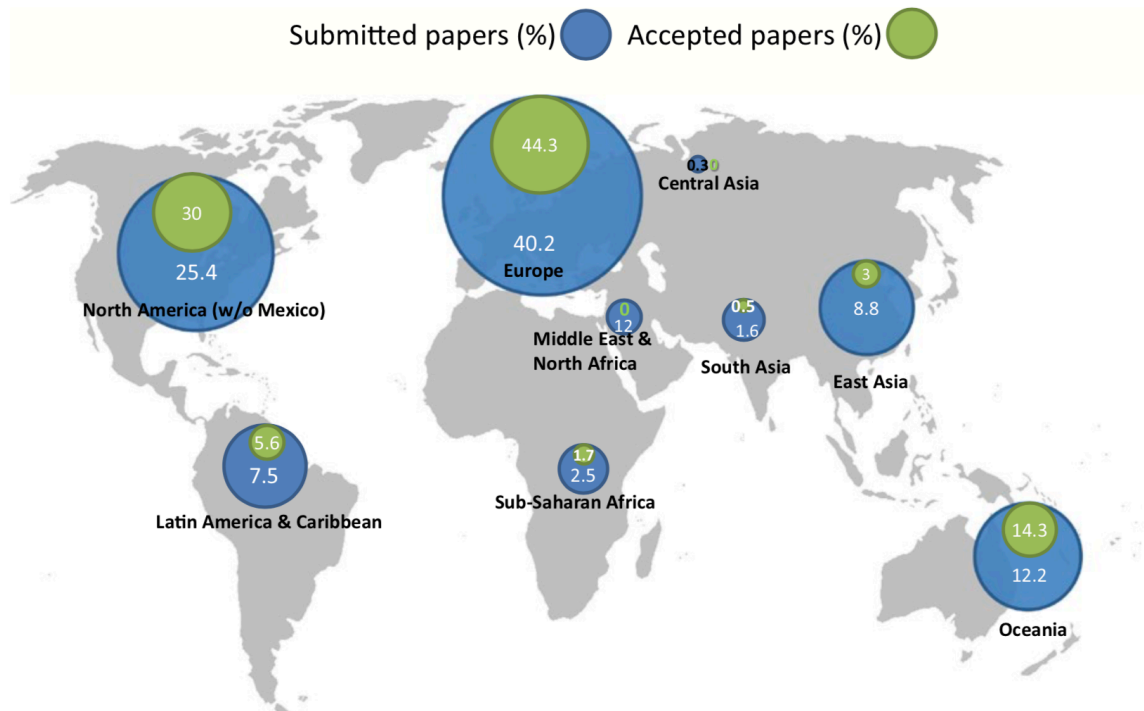 Submitted papers (%) Accepted papers (%)
44.3
40.2
Europe
0.3 0
Central Asia
30
25.4
North America (w/o Mexico)
0
12
Middle East &
North Africa
0.5
1.6
South Asia
3
8.8
East Asia
5.6
7.5
Latin America & Caribbean
1.7
2.5
Sub-Saharan Africa
14.3
12.2
Oceania